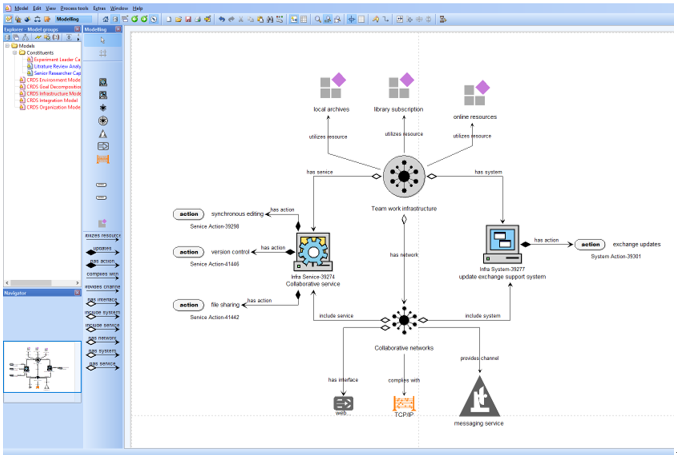 Model Edit View Process tools Extras Window Help
Modelling
Explorer - Model groups
Modelling
Models
Constituents
Experiment Leader Ca
Litrature Review Analy
Senior Researcher Cap
CRDS Environment Mode
CRDS Goal Decomposition
CRDS Infrastructure Mode
CRDS Integration Model
CRDS Organisation Mode
utilizes resource
updates
has action
complies with
provides channel
has interface
include system
include service
has network
has system
has service
Navigator
local archives
library subscription
online resources
utilizes resource
utilizes resource
utilizes resource
has service
has system
Team work infrastructure
action
synchronous editing
has action
Service Action-39298
action
version control
has action
Service Action-41446
Infra Service-39274
Collaborative service
action
file sharing
has action
Service Action-41442
has network
has action
action
exchange updates
System Action-39301
Infra System-39277
update exchange support system
include service
include system
Collaborative networks
has interface
complies with
provides channel
web
TCP/IP
messaging service